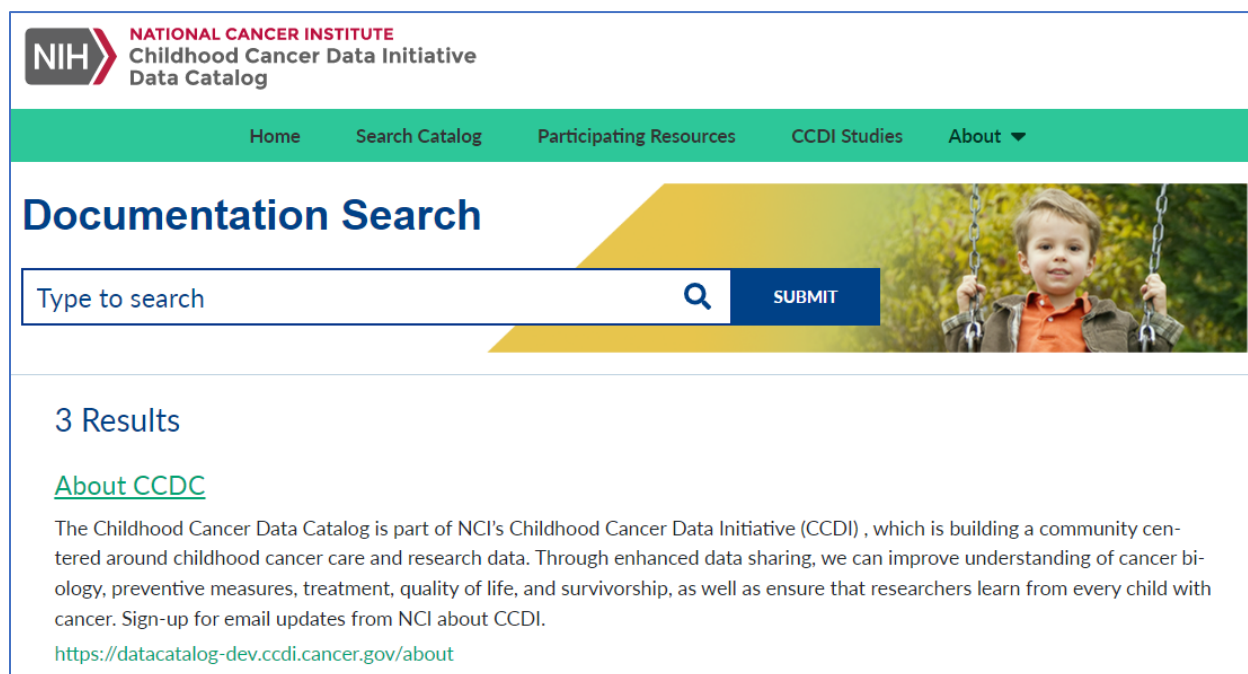 NIH
NATIONAL CANCER INSTITUTE
Childhood Cancer Data Initiative
Data Catalog
Home Search Catalog Participating Resources CCDI Studies About
Documentation Search
Type to search
SUBMIT
3 Results
About CCDC
The Childhood Cancer Data Catalog is part of NCI's Childhood Cancer Data Initiative (CCDI) , which is building a community cen-
tered around childhood cancer care and research data. Through enhanced data sharing, we can improve understanding of cancer bi-
ology, preventive measures, treatment, quality of life, and survivorship, as well as ensure that researchers learn from every child with
cancer. Sign-up for email updates from NCI about CCDI.
https://datacatalog-dev.ccdi.cancer.gov/about